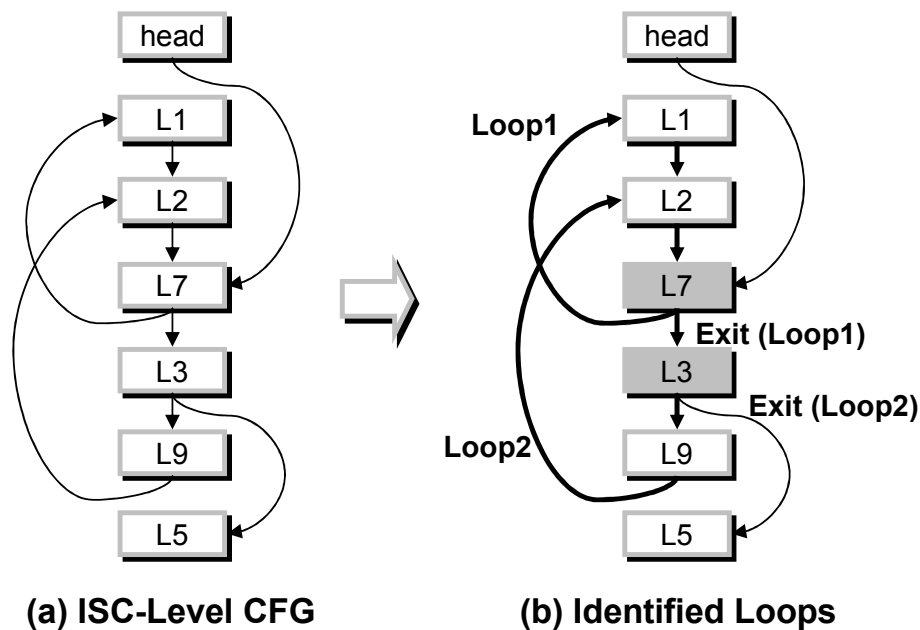 head
L1
L2
L7
L3
L9
L5
(a) ISC-Level CFG
head
Loop1
L1
L2
L7
Exit (Loop1)
L3
Exit (Loop2)
Loop2
L9
L5
(b) Identified Loops